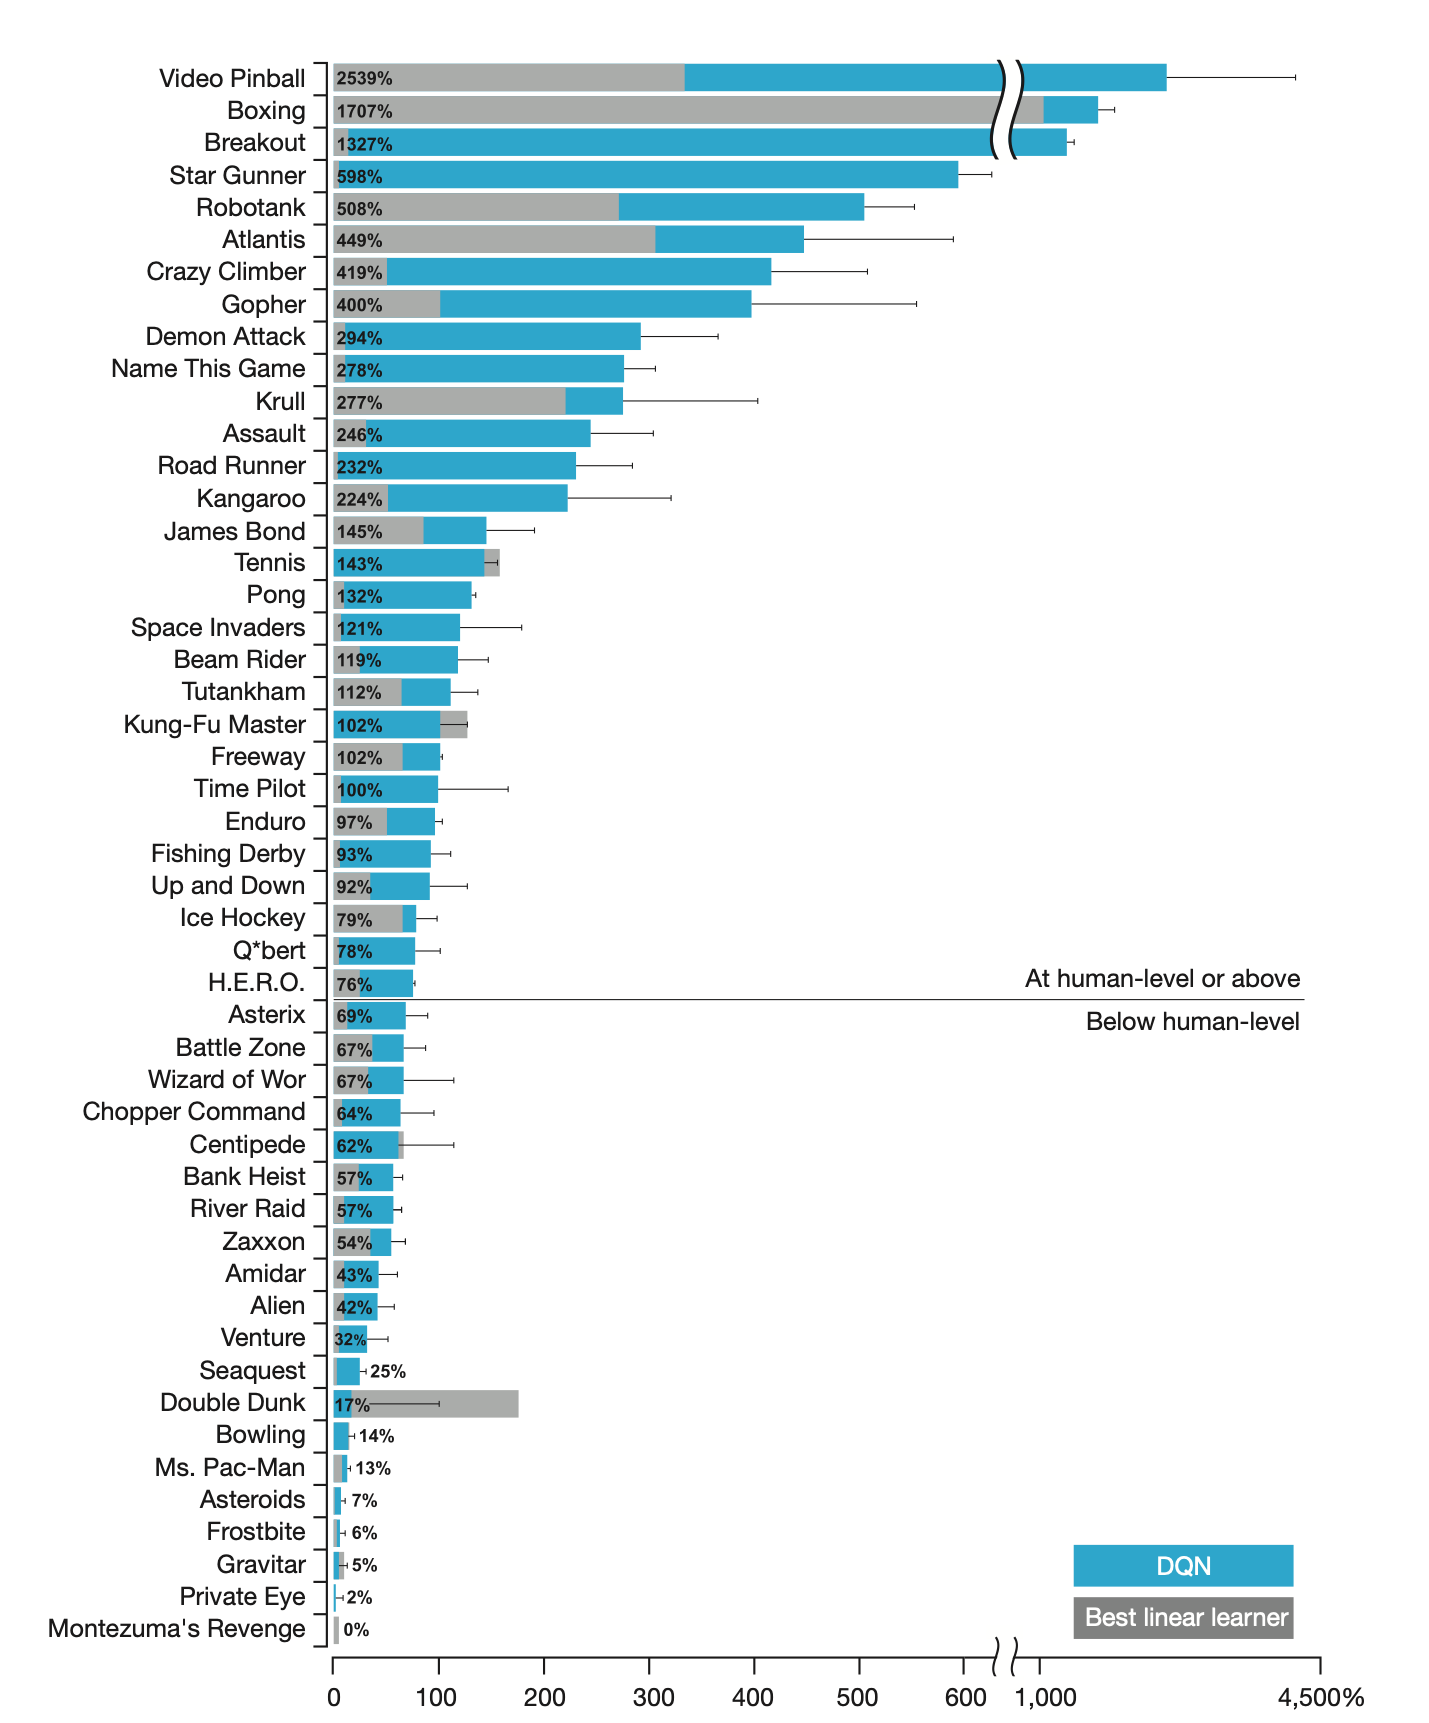 Video Pinball 2539%
Boxing 1707%
Breakout 1327%
Star Gunner 598%
Robotank 508%
Atlantis 449%
Crazy Climber 419%
Gopher 400%
Demon Attack 294%
Name This Game 278%
Krull 277%
Assault 246%
Road Runner 232%
Kangaroo 224%
James Bond 145%
Tennis 143%
Pong 132%
Space Invaders 121%
Beam Rider 119%
Tutankham 112%
Kung-Fu Master 102%
Freeway 102%
Time Pilot 100%
Enduro 97%
Fishing Derby 93%
Up and Down 92%
Ice Hockey 79%
Q*bert 78%
H.E.R.O. 76%
At human-level or above
Asterix 69%
Below human-level
Battle Zone 67%
Wizard of Wor 67%
Chopper Command 64%
Centipede 62%
Bank Heist 57%
River Raid 57%
Zaxxon 54%
Amidar 43%
Alien 42%
Venture 32%
Seaquest 25%
Double Dunk 17%
Bowling 14%
Ms. Pac-Man 13%
Asteroids 7%
Frostbite 6%
Gravitar 5%
Private Eye 2%
Montezuma's Revenge 0%
DQN
Best linear learner
0 100 200 300 400 500 600 1,000 4,500%